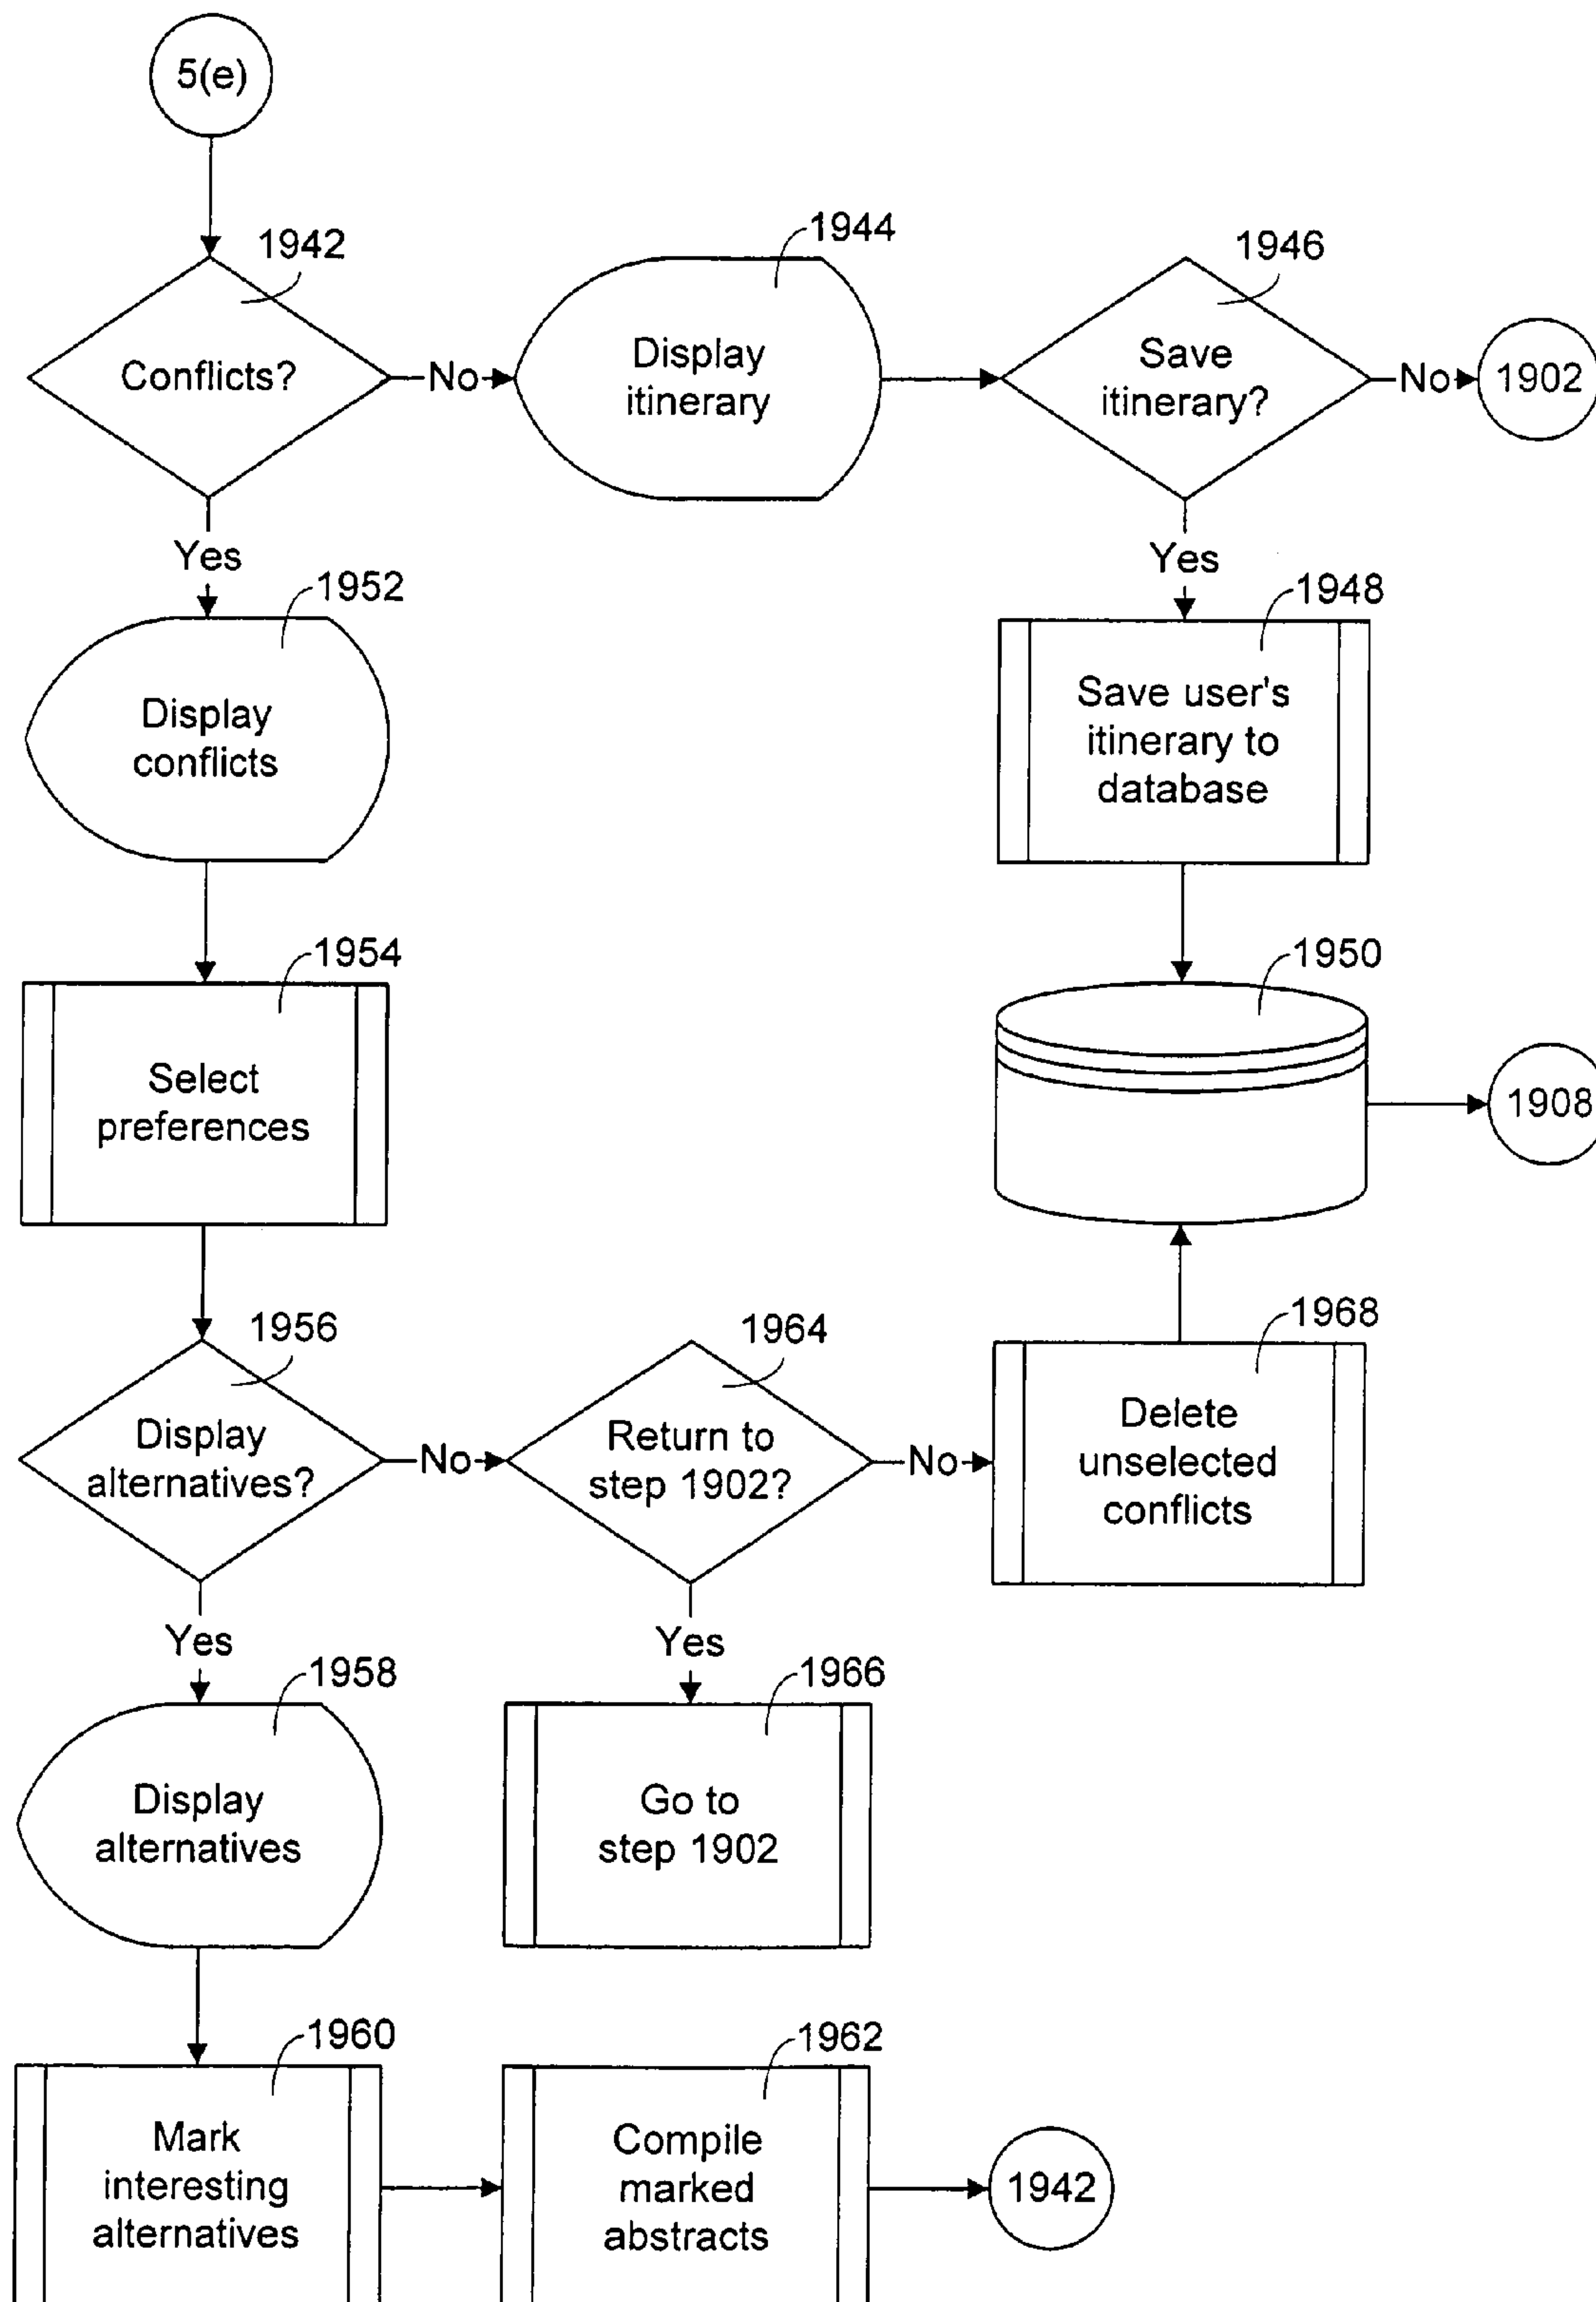 5(e)
1942
Conflicts?
No
1944
Display
itinerary
1946
Save
itinerary?
No
1902
Yes
1952
Display
conflicts
Yes
1948
Save user's
itinerary to
database
1954
Select
preferences
1950
1908
1956
Display
alternatives?
No
1964
Return to
step 1902?
No
1968
Delete
unselected
conflicts
Yes
1958
Display
alternatives
Yes
1966
Go to
step 1902
1960
Mark
interesting
alternatives
1962
Compile
marked
abstracts
1942